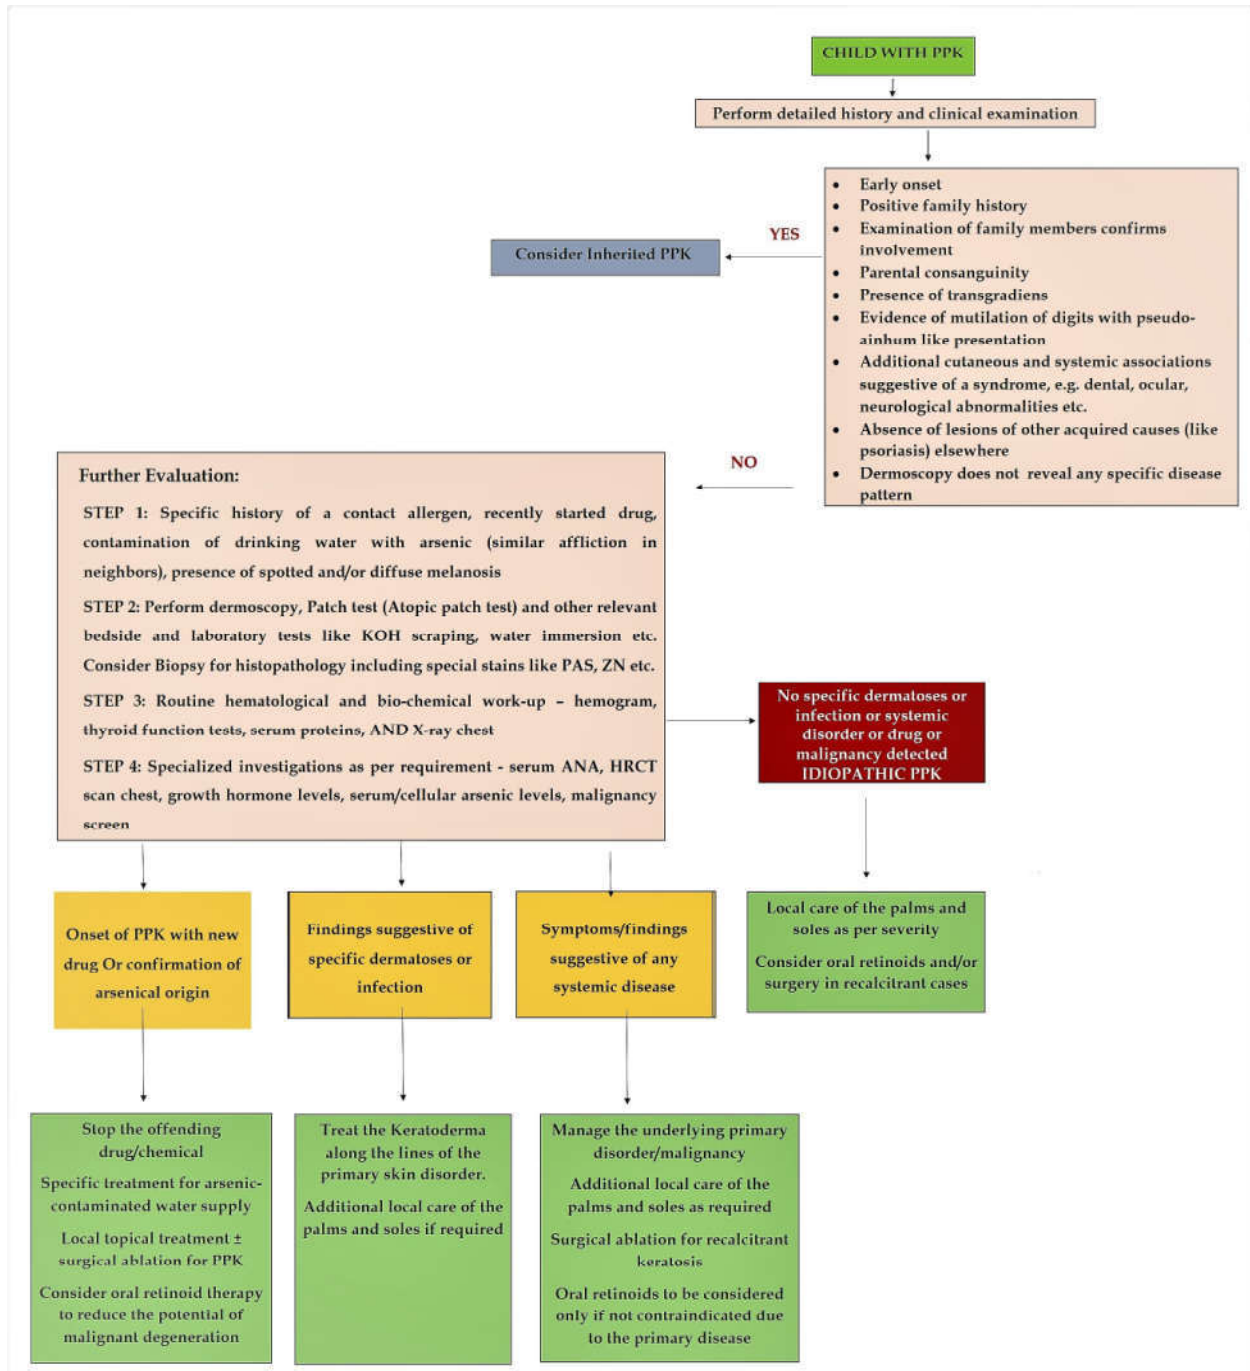 CHILD WITH PPK
Perform detailed history and clinical examination
• Early onset
• Positive family history
• Examination of family members confirms
involvement
• Parental consanguinity
• Presence of transgradiens
• Evidence of mutilation of digits with pseudo-
ainhum like presentation
• Additional cutaneous and systemic associations
suggestive of a syndrome, e.g. dental, ocular,
neurological abnormalities etc.
• Absence of lesions of other acquired causes (like
psoriasis) elsewhere
• Dermoscopy does not reveal any specific disease
pattern
YES
Consider Inherited PPK
NO
Further Evaluation:
STEP 1: Specific history of a contact allergen, recently started drug,
contamination of drinking water with arsenic (similar affliction in
neighbors), presence of spotted and/or diffuse melanosis
STEP 2: Perform dermoscopy, Patch test (Atopic patch test) and other relevant
bedside and laboratory tests like KOH scraping, water immersion etc.
Consider Biopsy for histopathology including special stains like PAS, ZN etc.
STEP 3: Routine hematological and bio-chemical work-up – hemogram,
thyroid function tests, serum proteins, AND X-ray chest
STEP 4: Specialized investigations as per requirement - serum ANA, HRCT
scan chest, growth hormone levels, serum/cellular arsenic levels, malignancy
screen
No specific dermatoses or
infection or systemic
disorder or drug or
malignancy detected
IDIOPATHIC PPK
Local care of the palms and
soles as per severity
Consider oral retinoids and/or
surgery in recalcitrant cases
Onset of PPK with new
drug Or confirmation of
arsenical origin
Findings suggestive of
specific dermatoses or
infection
Symptoms/findings
suggestive of any
systemic disease
Stop the offending
drug/chemical
Specific treatment for arsenic-
contaminated water supply
Local topical treatment ±
surgical ablation for PPK
Consider oral retinoid therapy
to reduce the potential of
malignant degeneration
Treat the Keratoderma
along the lines of the
primary skin disorder.
Additional local care of the
palms and soles if required
Manage the underlying primary
disorder/malignancy
Additional local care of the
palms and soles as required
Surgical ablation for recalcitrant
keratosis
Oral retinoids to be considered
only if not contraindicated due
to the primary disease